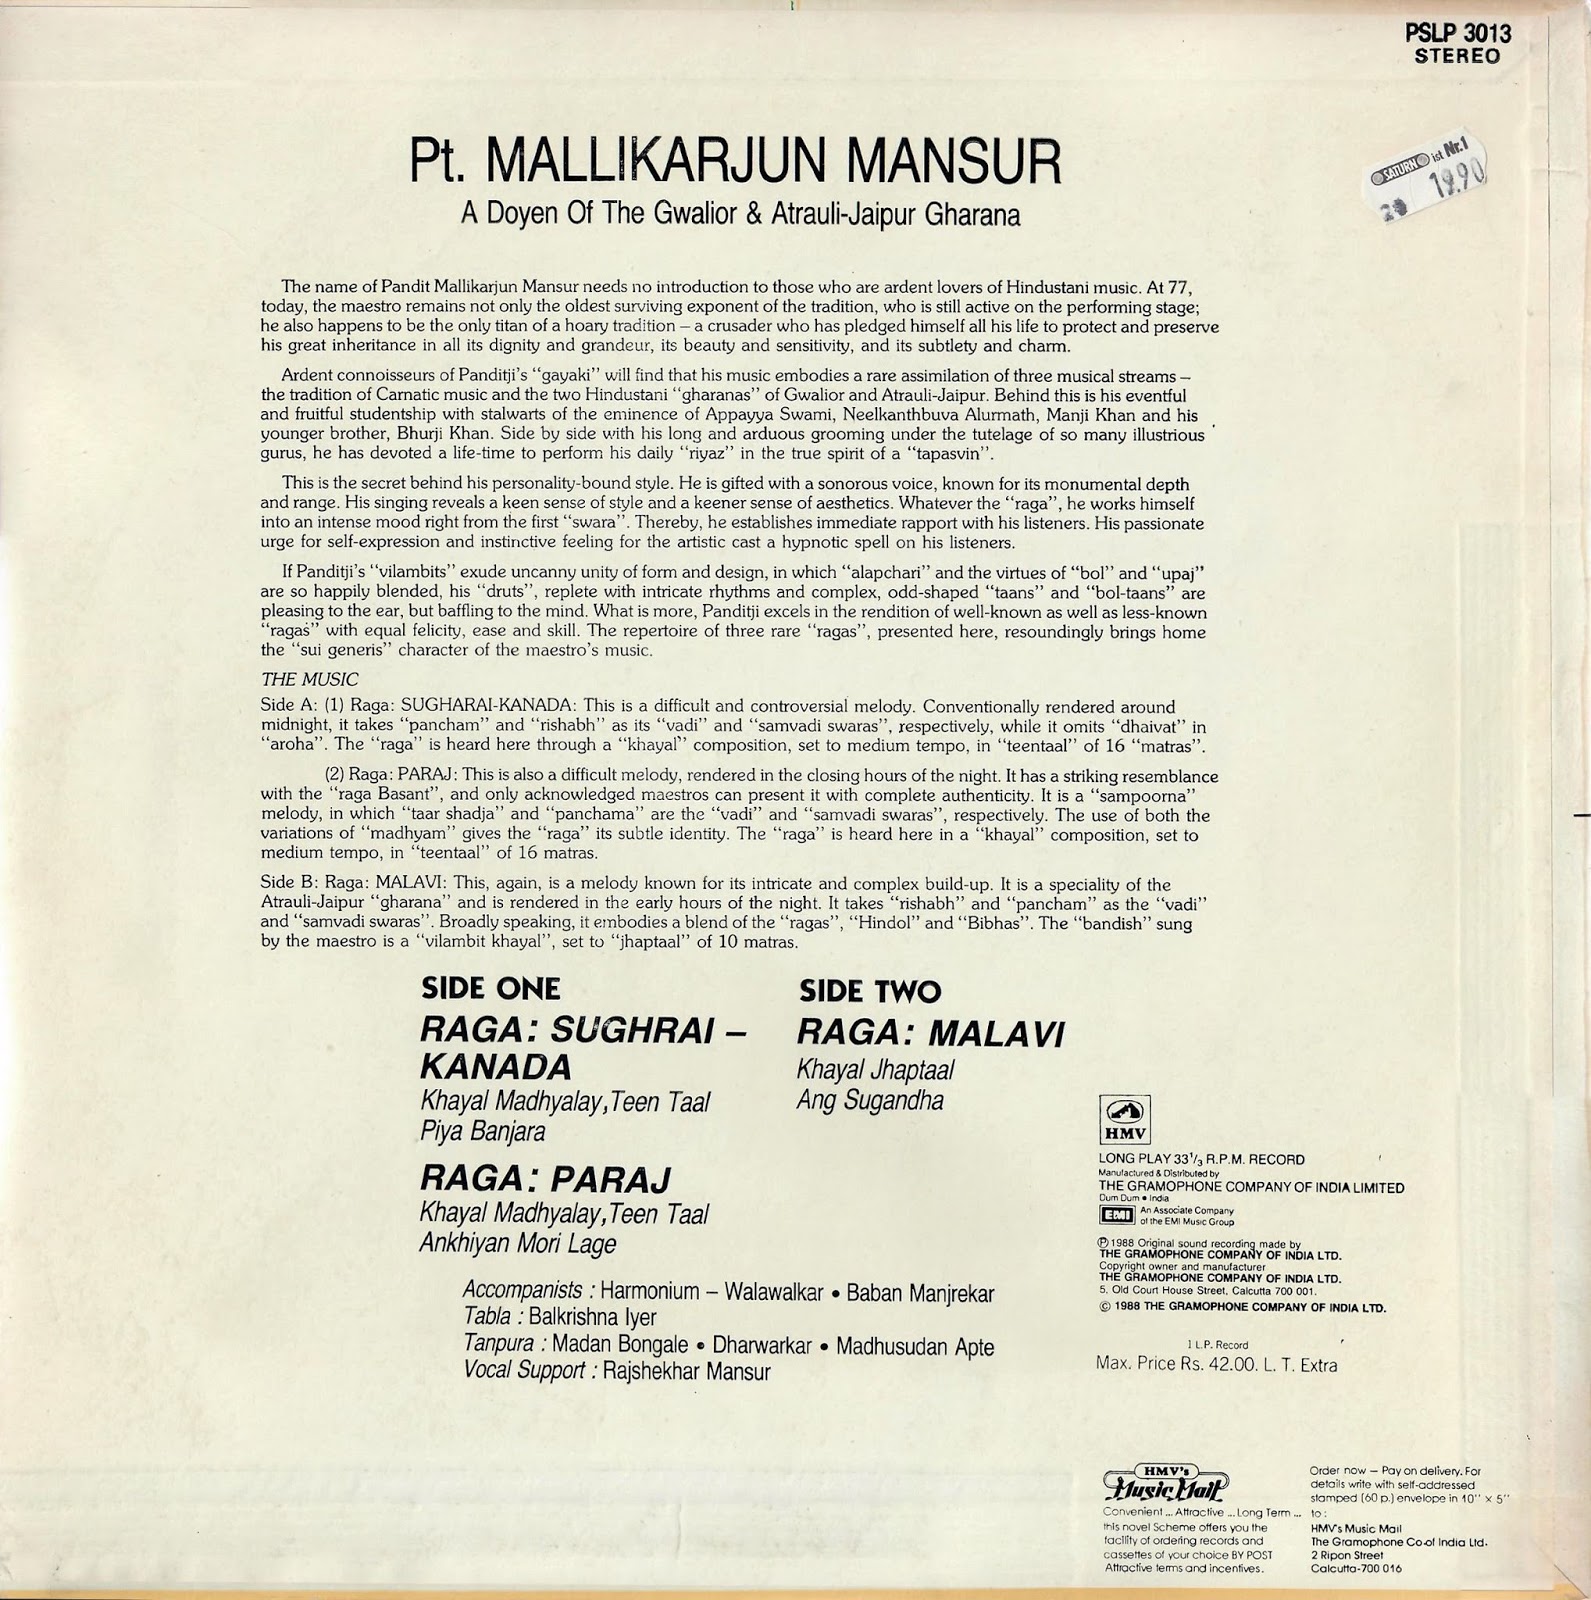 PSLP 3013
STEREO
SATURN ist Nr.1
19.90
Pt. MALLIKARJUN MANSUR
A Doyen Of The Gwalior & Atrauli-Jaipur Gharana
The name of Pandit Mallikarjun Mansur needs no introduction to those who are ardent lovers of Hindustani music. At 77,
today, the maestro remains not only the oldest surviving exponent of the tradition, who is still active on the performing stage;
he also happens to be the only titan of a hoary tradition – a crusader who has pledged himself all his life to protect and preserve
his great inheritance in all its dignity and grandeur, its beauty and sensitivity, and its subtlety and charm.
Ardent connoisseurs of Panditji's "gayaki" will find that his music embodies a rare assimilation of three musical streams –
the tradition of Carnatic music and the two Hindustani "gharanas" of Gwalior and Atrauli-Jaipur. Behind this is his eventful
and fruitful studentship with stalwarts of the eminence of Appayya Swami, Neelkanthbuva Alurmath, Manji Khan and his
younger brother, Bhurji Khan. Side by side with his long and arduous grooming under the tutelage of so many illustrious
gurus, he has devoted a life-time to perform his daily "riyaz" in the true spirit of a "tapasvin".
This is the secret behind his personality-bound style. He is gifted with a sonorous voice, known for its monumental depth
and range. His singing reveals a keen sense of style and a keener sense of aesthetics. Whatever the "raga", he works himself
into an intense mood right from the first "swara". Thereby, he establishes immediate rapport with his listeners. His passionate
urge for self-expression and instinctive feeling for the artistic cast a hypnotic spell on his listeners.
If Panditji's "vilambits" exude uncanny unity of form and design, in which "alapchari" and the virtues of "bol" and "upaj"
are so happily blended, his "druts", replete with intricate rhythms and complex, odd-shaped "taans" and "bol-taans" are
pleasing to the ear, but baffling to the mind. What is more, Panditji excels in the rendition of well-known as well as less-known
"ragas" with equal felicity, ease and skill. The repertoire of three rare "ragas", presented here, resoundingly brings home
the "sui generis" character of the maestro's music.
THE MUSIC
Side A: (1) Raga: SUGHARAI-KANADA: This is a difficult and controversial melody. Conventionally rendered around
midnight, it takes "pancham" and "rishabh" as its "vadi" and "samvadi swaras", respectively, while it omits "dhaivat" in
"aroha". The "raga" is heard here through a "khayal" composition, set to medium tempo, in "teentaal" of 16 "matras".
(2) Raga: PARAJ: This is also a difficult melody, rendered in the closing hours of the night. It has a striking resemblance
with the "raga Basant", and only acknowledged maestros can present it with complete authenticity. It is a "sampoorna"
melody, in which "taar shadja" and "panchama" are the "vadi" and "samvadi swaras", respectively. The use of both the
variations of "madhyam" gives the "raga" its subtle identity. The "raga" is heard here in a "khayal" composition, set to
medium tempo, in "teentaal" of 16 matras.
Side B: Raga: MALAVI: This, again, is a melody known for its intricate and complex build-up. It is a speciality of the
Atrauli-Jaipur "gharana" and is rendered in the early hours of the night. It takes "rishabh" and "pancham" as the "vadi"
and "samvadi swaras". Broadly speaking, it embodies a blend of the "ragas", "Hindol" and "Bibhas". The "bandish" sung
by the maestro is a "vilambit khayal", set to "jhaptaal" of 10 matras.
SIDE ONE
RAGA: SUGHRAI –
KANADA
Khayal Madhyalay, Teen Taal
Piya Banjara
RAGA: PARAJ
Khayal Madhyalay, Teen Taal
Ankhiyan Mori Lage
SIDE TWO
RAGA: MALAVI
Khayal Jhaptaal
Ang Sugandha
Accompanists : Harmonium – Walawalkar • Baban Manjrekar
Tabla : Balkrishna Iyer
Tanpura : Madan Bongale • Dharwarkar • Madhusudan Apte
Vocal Support : Rajshekhar Mansur
HMV
LONG PLAY 33⅓ R.P.M. RECORD
Manufactured & Distributed by
THE GRAMOPHONE COMPANY OF INDIA LIMITED
Dum Dum • India
EMI An Associate Company
of the EMI Music Group
℗ 1988 Original sound recording made by
THE GRAMOPHONE COMPANY OF INDIA LTD.
Copyright owner and manufacturer
THE GRAMOPHONE COMPANY OF INDIA LTD.
5, Old Court House Street, Calcutta 700 001.
© 1988 THE GRAMOPHONE COMPANY OF INDIA LTD.
1 L.P. Record
Max. Price Rs. 42.00. L. T. Extra
HMV's
Music Mail
Convenient ... Attractive ... Long Term ...
this novel Scheme offers you the
facility of ordering records and
cassettes of your choice BY POST
Attractive terms and incentives.
Order now – Pay on delivery. For
details write with self-addressed
stamped (60 p.) envelope in 10" x 5"
to :
HMV's Music Mail
The Gramophone Co.of India Ltd.
2 Ripon Street
Calcutta-700 016